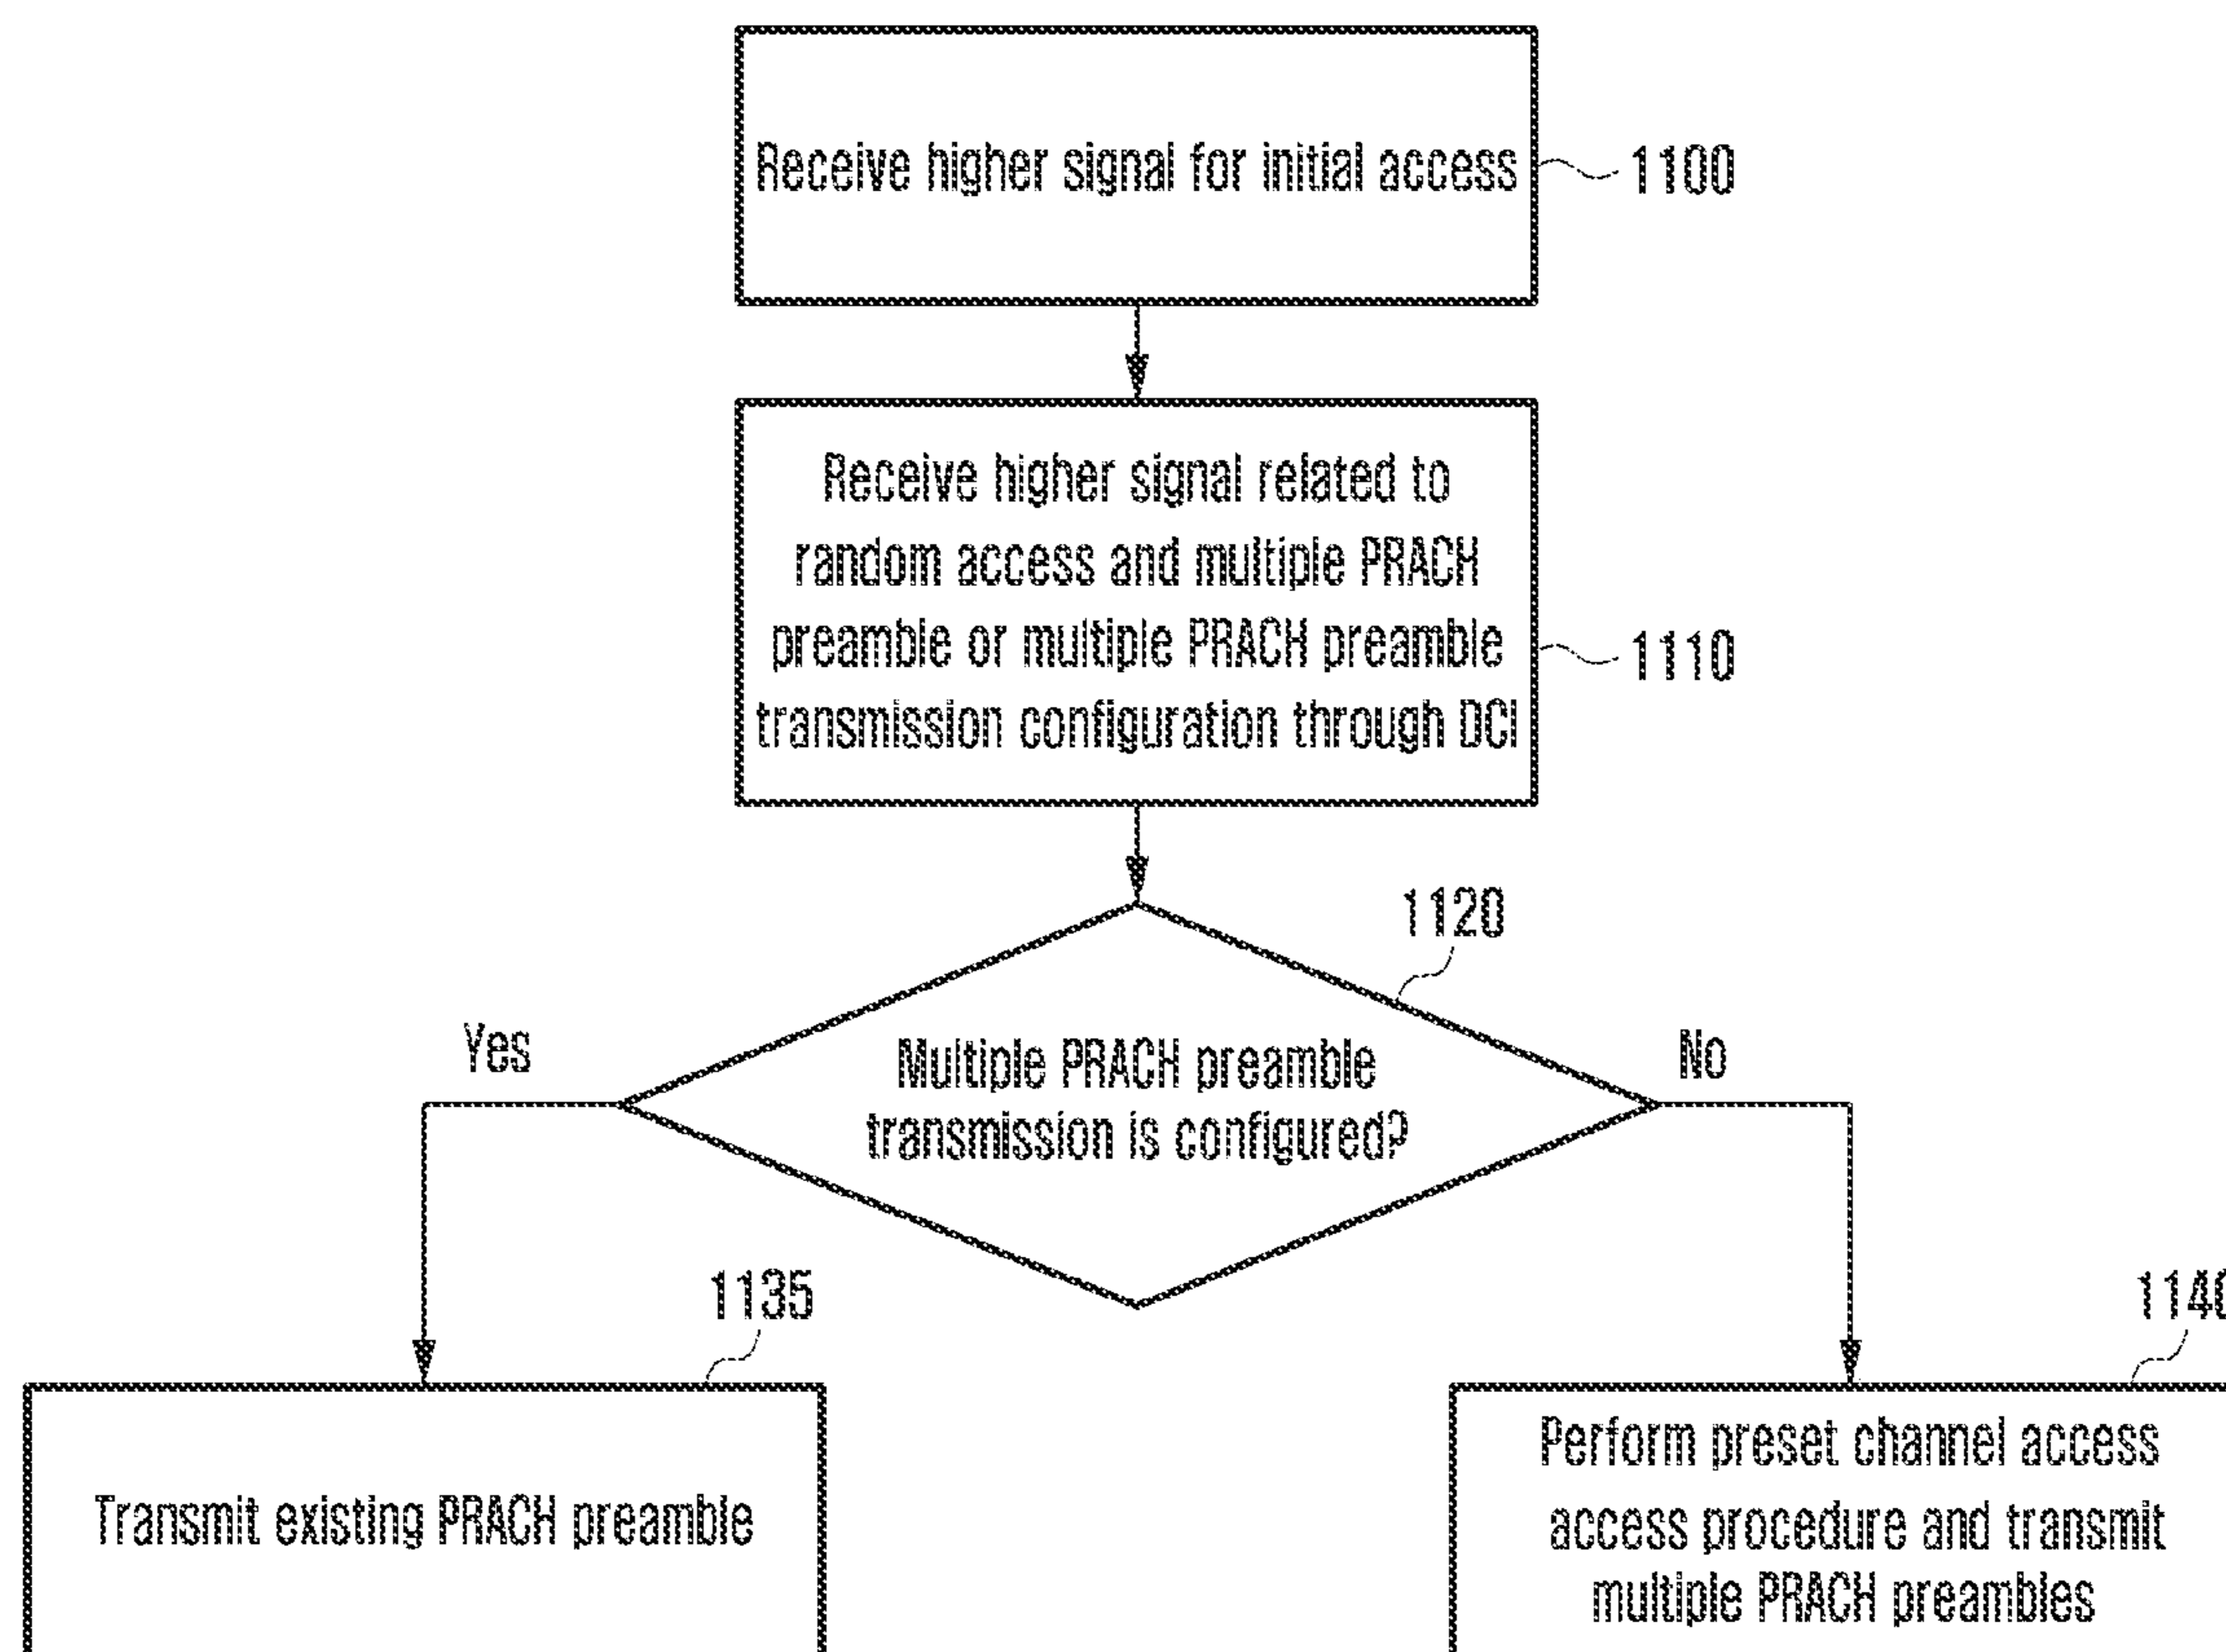 Receive higher signal for initial access
1100
Receive higher signal related to
random access and multiple PRACH
preamble or multiple PRACH preamble
transmission configuration through DCI
1110
1120
Yes
Multiple PRACH preamble
transmission is configured?
No
1135
1140
Transmit existing PRACH preamble
Perform preset channel access
access procedure and transmit
multiple PRACH preambles